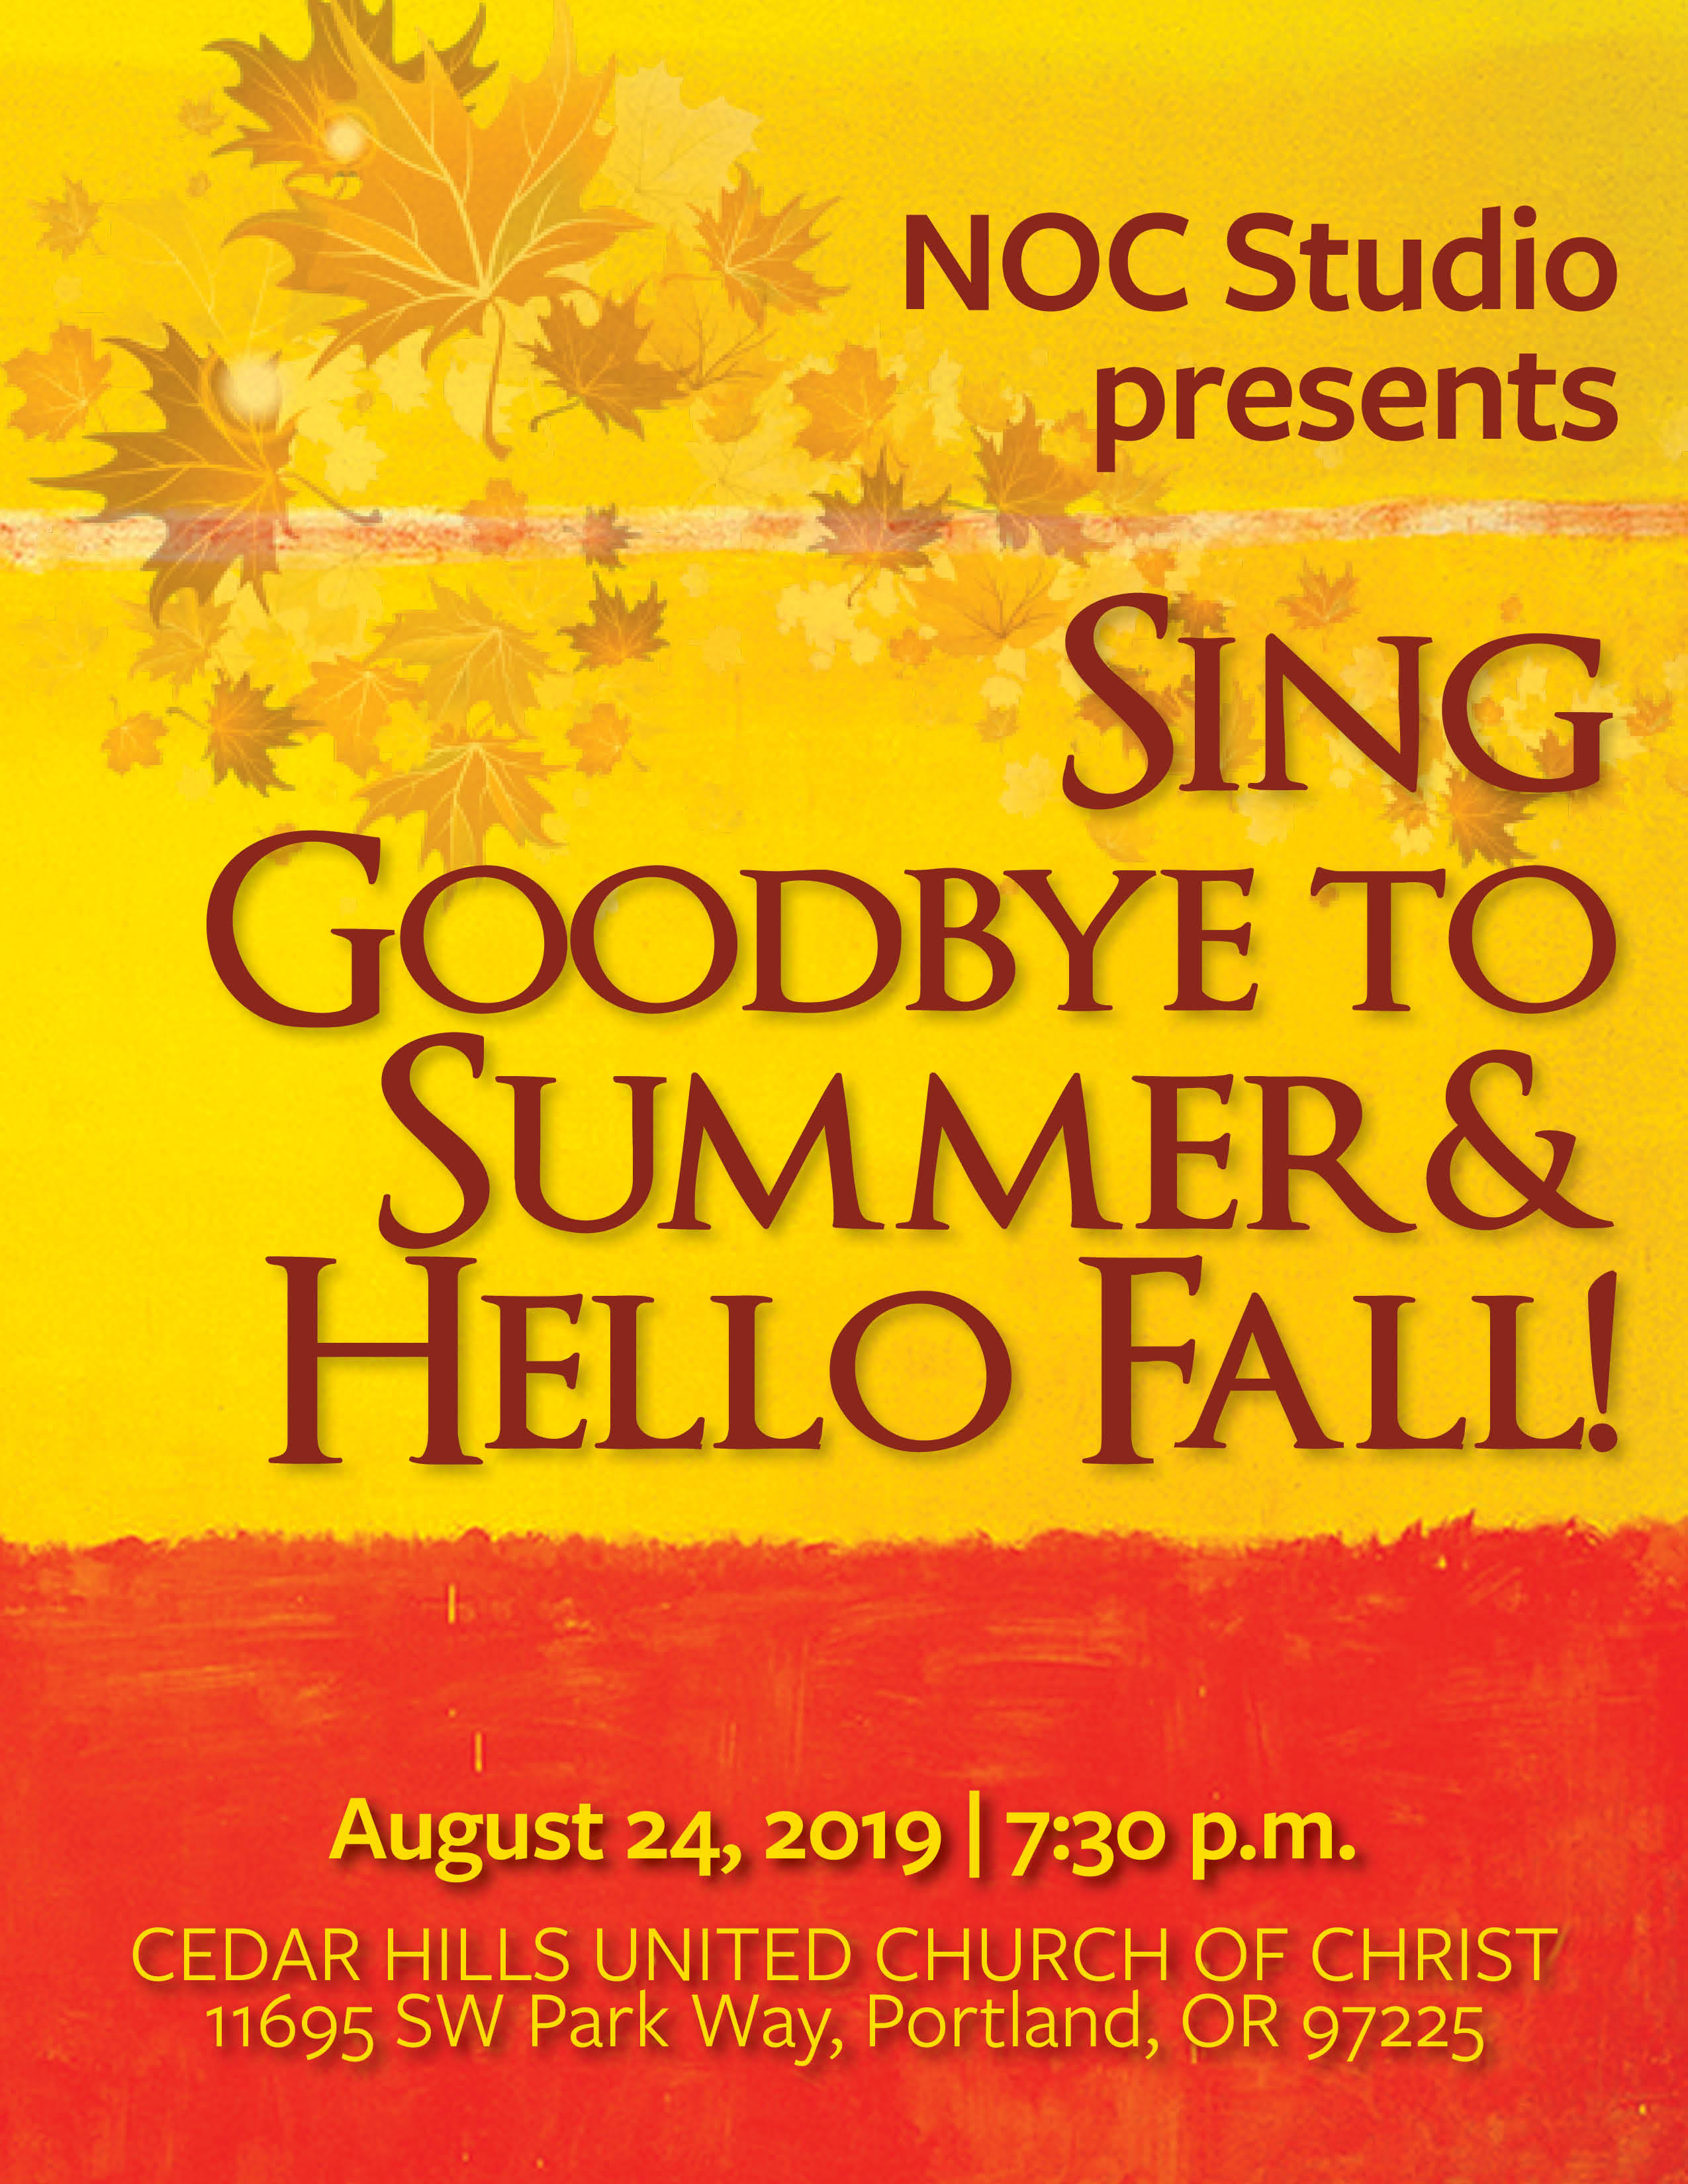 NOC Studio
presents
Sing
Goodbye to
Summer &
Hello Fall!
August 24, 2019 | 7:30 p.m.
CEDAR HILLS UNITED CHURCH OF CHRIST
11695 SW Park Way, Portland, OR 97225